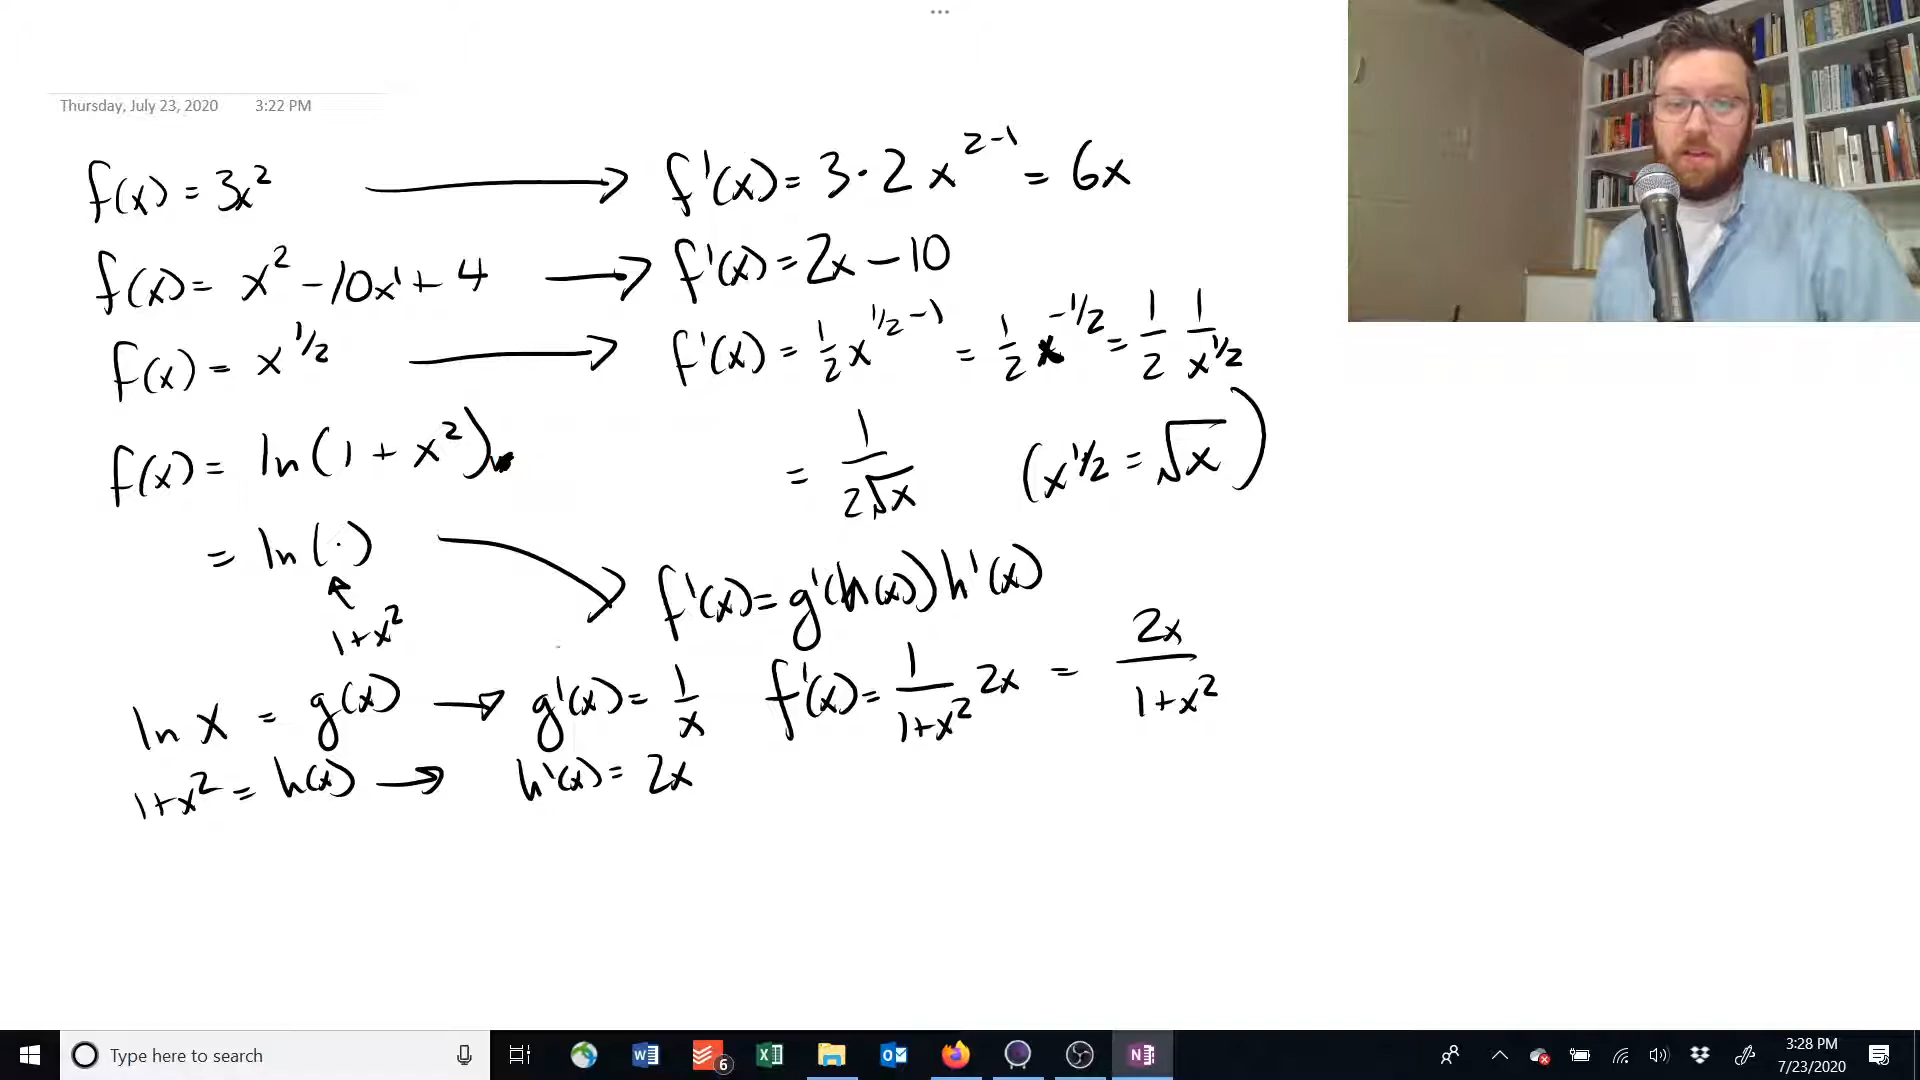 Thursday, July 23, 2020 3:22 PM
f(x) = 3x² → f'(x) = 3·2x²⁻¹ = 6x
f(x) = x² - 10x¹ + 4 → f'(x) = 2x - 10
f(x) = x^1/2 → f'(x) = 1/2 x^1/2-1 = 1/2 x^-1/2 = 1/2 1/x^1/2
= 1/2√x (x^1/2 = √x)
f(x) = ln(1 + x²)
= ln(·)
1+x²
f'(x) = g'(h(x))h'(x)
ln x = g(x) → g'(x) = 1/x f'(x) = 1/1+x² 2x = 2x/1+x²
1+x² = h(x) → h'(x) = 2x
Type here to search
6
3:28 PM
7/23/2020